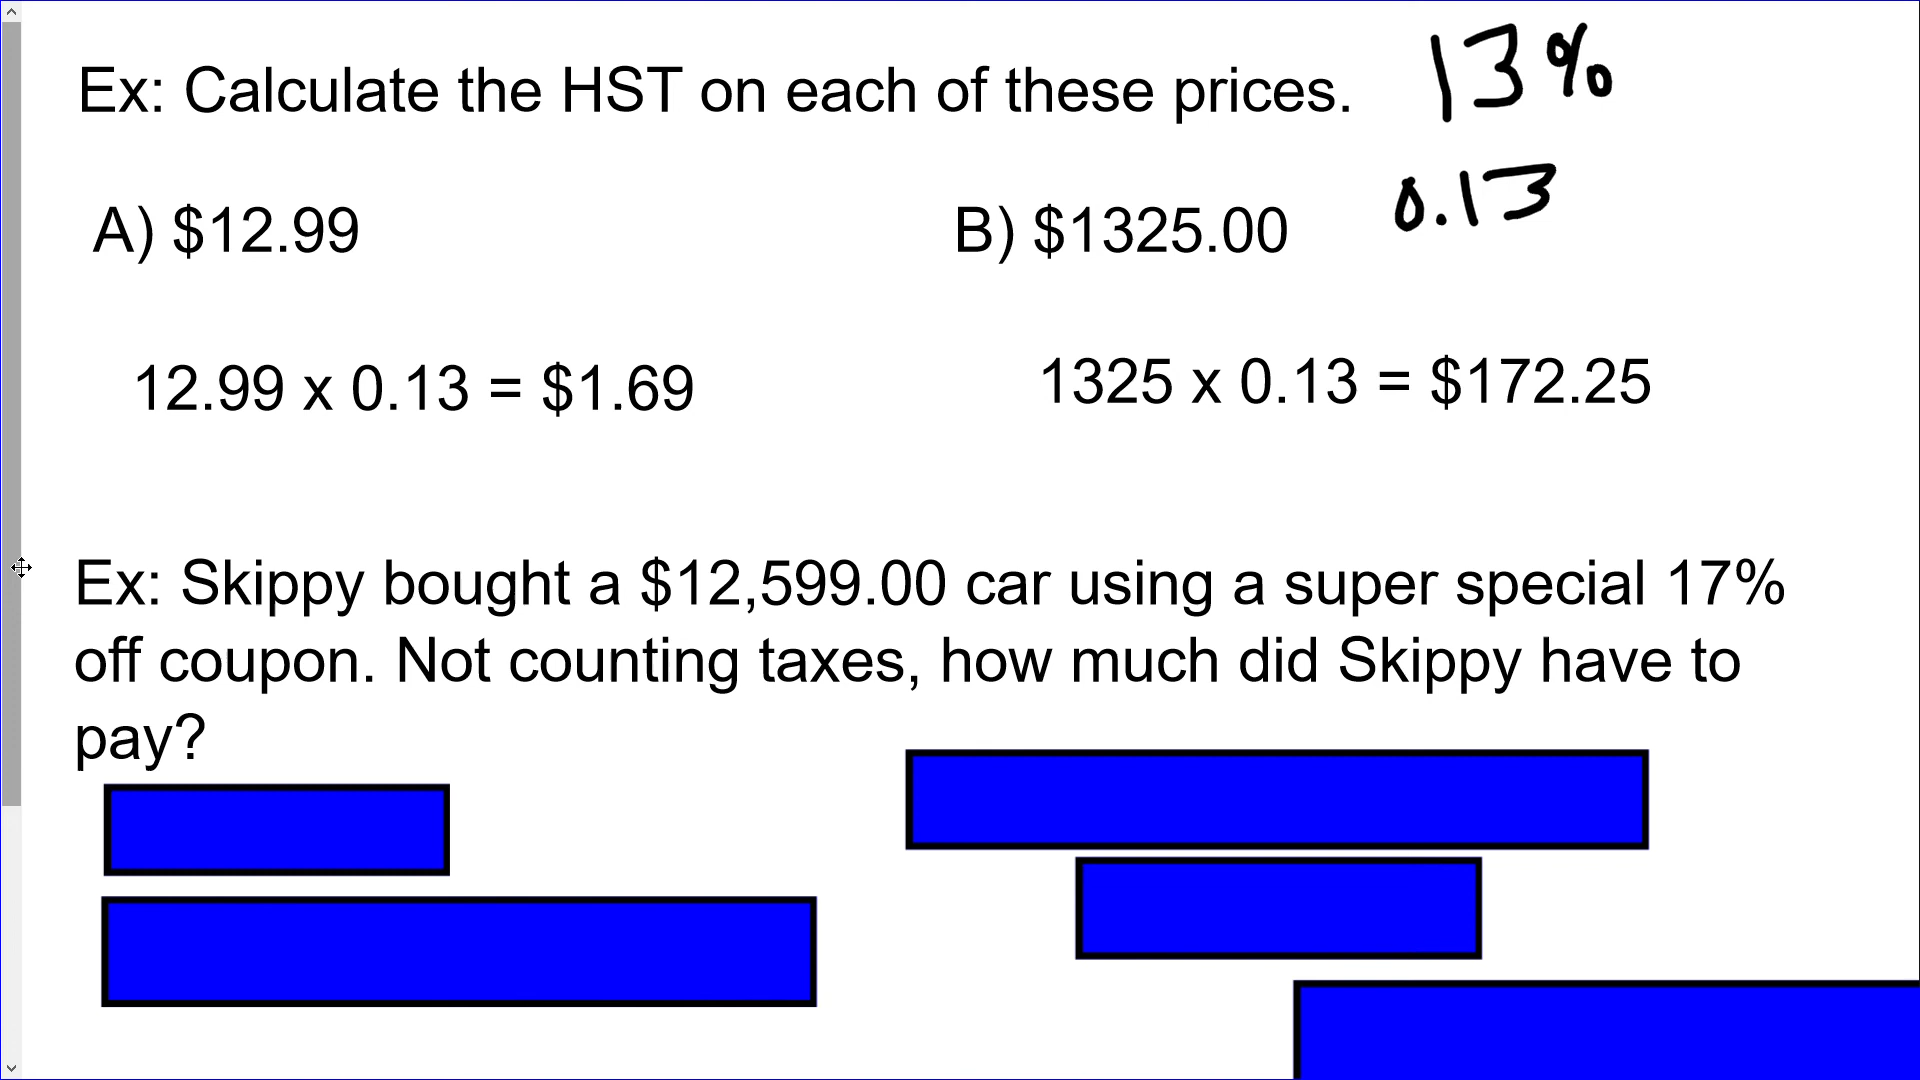 Ex: Calculate the HST on each of these prices. 13%
A) $12.99 B) $1325.00 0.13
12.99 x 0.13 = $1.69 1325 x 0.13 = $172.25
Ex: Skippy bought a $12,599.00 car using a super special 17%
off coupon. Not counting taxes, how much did Skippy have to
pay?